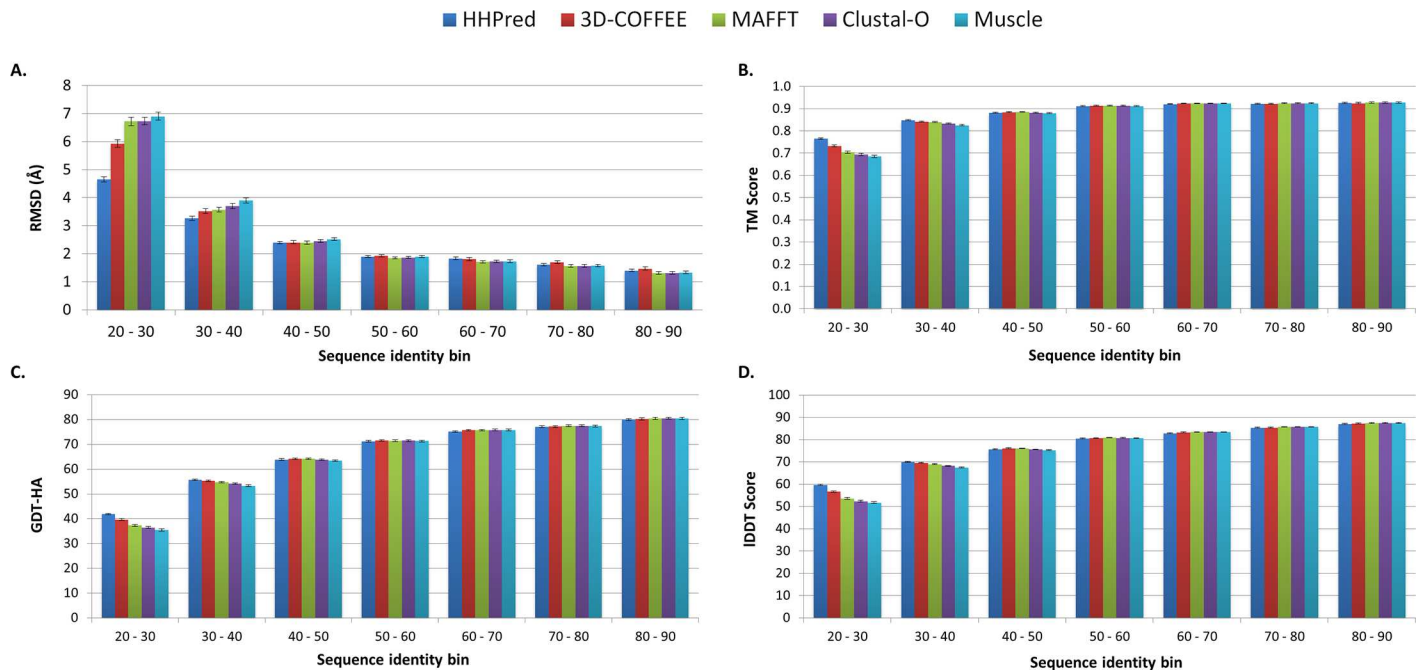 HHPred 3D-COFFEE MAFFT Clustal-O Muscle
A.
RMSD (Å)
8
7
6
5
4
3
2
1
0
20 - 30 30 - 40 40 - 50 50 - 60 60 - 70 70 - 80 80 - 90
Sequence identity bin
B.
TM Score
1.0
0.9
0.8
0.7
0.6
0.5
0.4
0.3
0.2
0.1
0.0
20 - 30 30 - 40 40 - 50 50 - 60 60 - 70 70 - 80 80 - 90
Sequence identity bin
C.
GDT-HA
90
80
70
60
50
40
30
20
10
0
20 - 30 30 - 40 40 - 50 50 - 60 60 - 70 70 - 80 80 - 90
Sequence identity bin
D.
lDDT Score
100
90
80
70
60
50
40
30
20
10
0
20 - 30 30 - 40 40 - 50 50 - 60 60 - 70 70 - 80 80 - 90
Sequence identity bin